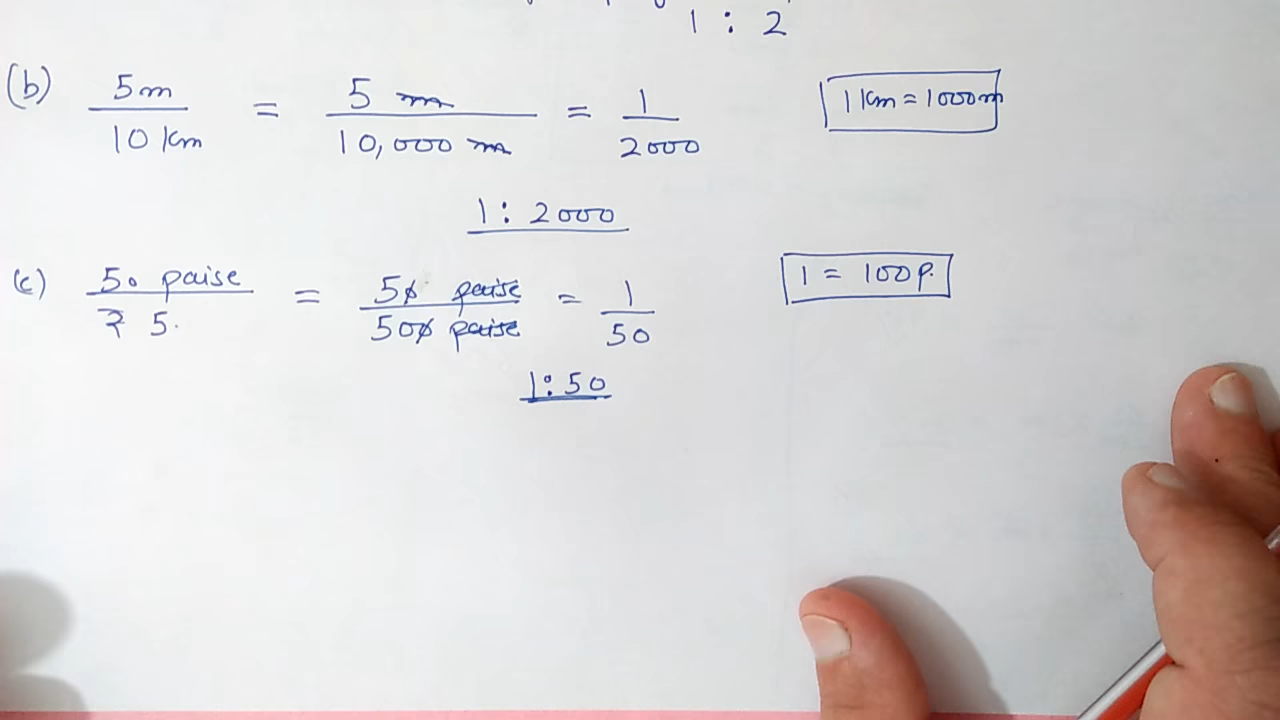 1 : 2
(b) 5m / 10 km = 5 m / 10,000 m = 1 / 2000
1 km = 1000m
1 : 2000
(c) 50 paise / ₹ 5. = 50 paise / 500 paise = 1 / 50
1 = 100 p.
1:50